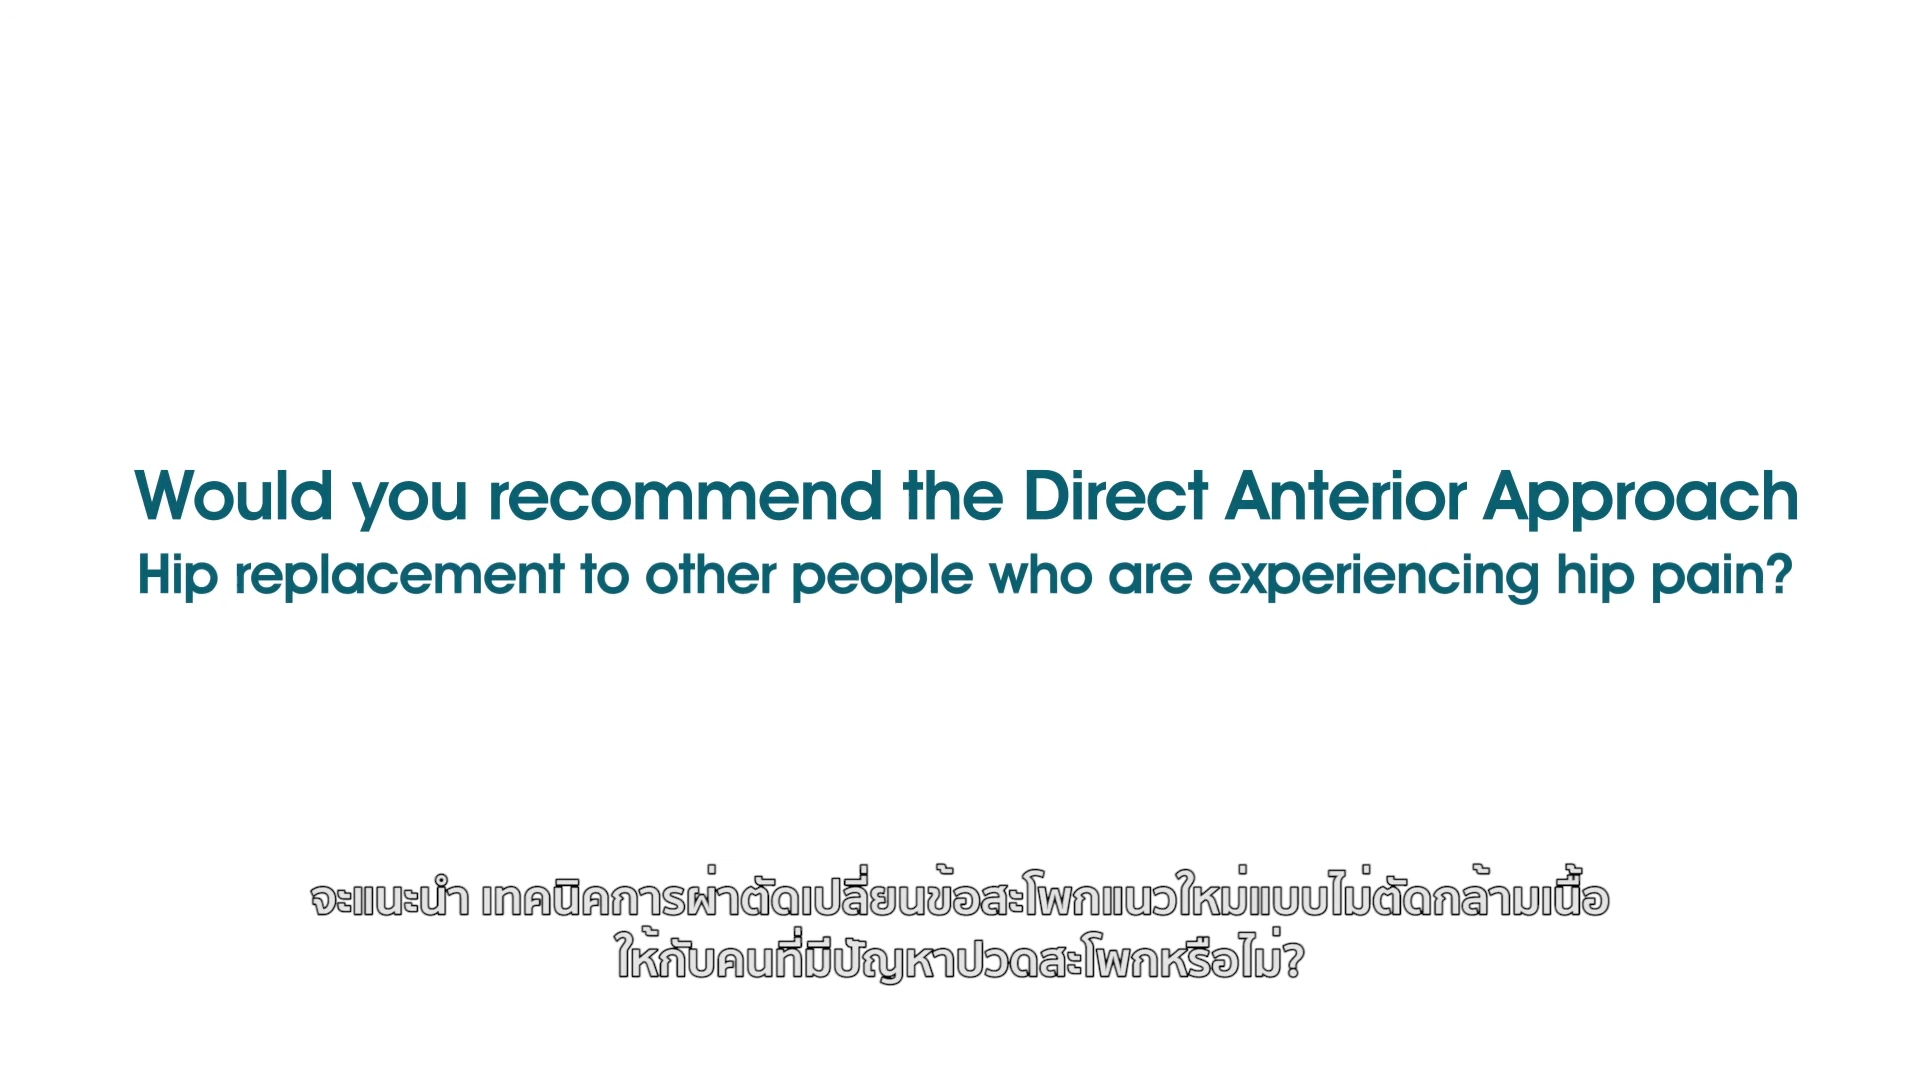 Would you recommend the Direct Anterior Approach
Hip replacement to other people who are experiencing hip pain?
จะแนะนำ เทคนิคการผ่าตัดเปลี่ยนข้อสะโพกแนวใหม่แบบไม่ตัดกล้ามเนื้อ
ให้กับคนที่มีปัญหาปวดสะโพกหรือไม่?